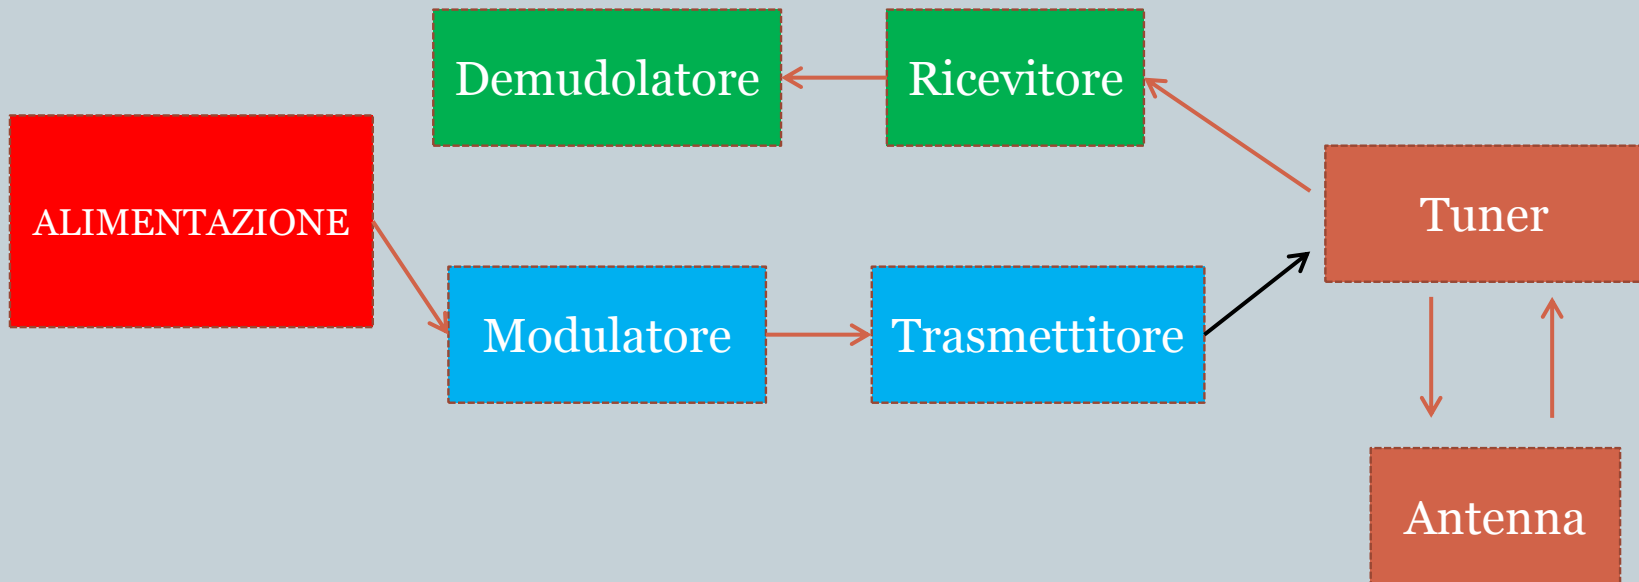 Demudolatore
Ricevitore
ALIMENTAZIONE
Tuner
Modulatore
Trasmettitore
Antenna